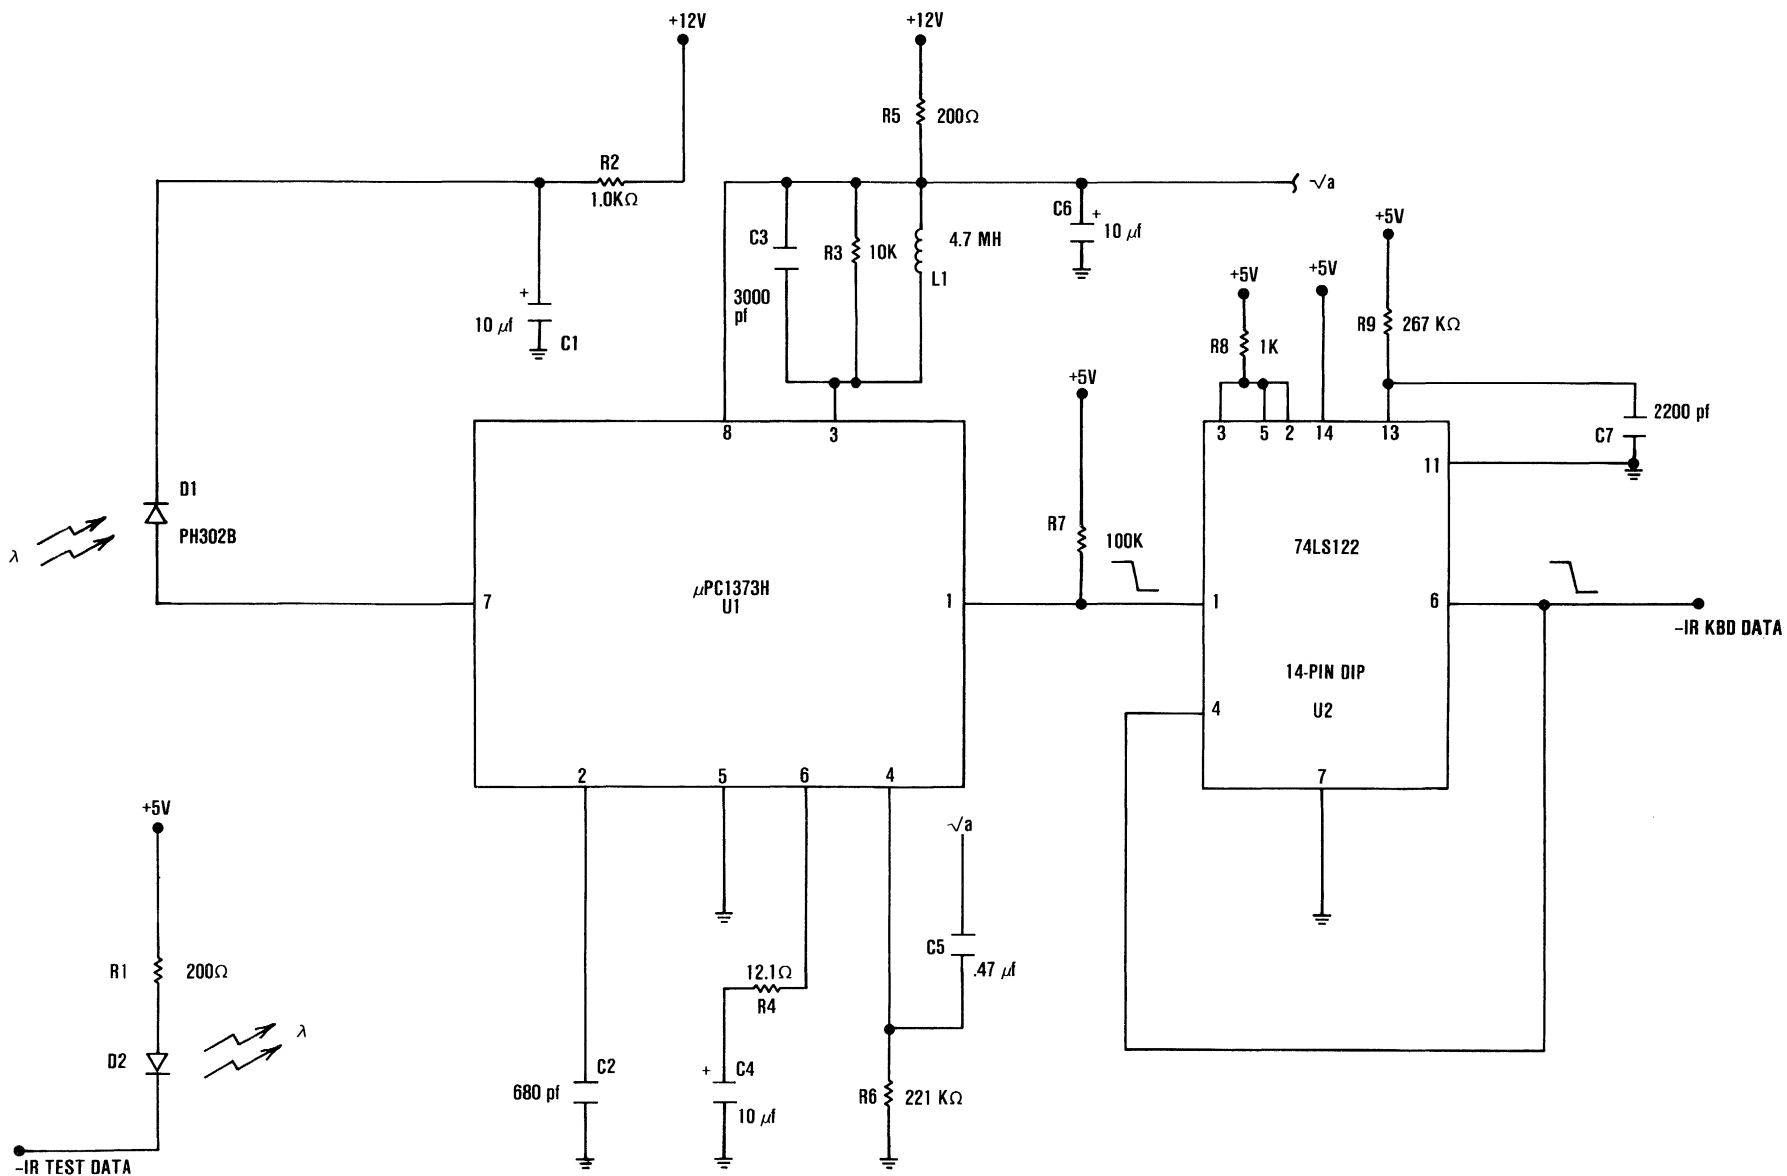 +12V
+12V
R5 200Ω
R2
1.0KΩ
√a
C6 + 10 μf
+5V
C3
R3 10K
4.7 MH
L1
3000
pf
+5V
+5V
+
10 μf
C1
R9 267 KΩ
R8 1K
+5V
2200 pf
C7
8 3
3 5 2 14 13
11
D1
PH302B
λ
R7
100K
74LS122
μPC1373H
U1
7
1
1
6
-IR KBD DATA
14-PIN DIP
U2
4
2 5 6 4
7
+5V
√a
C5
.47 μf
R1 200Ω
12.1Ω
R4
λ
D2
C2
680 pf
+ C4
10 μf
R6 221 KΩ
-IR TEST DATA